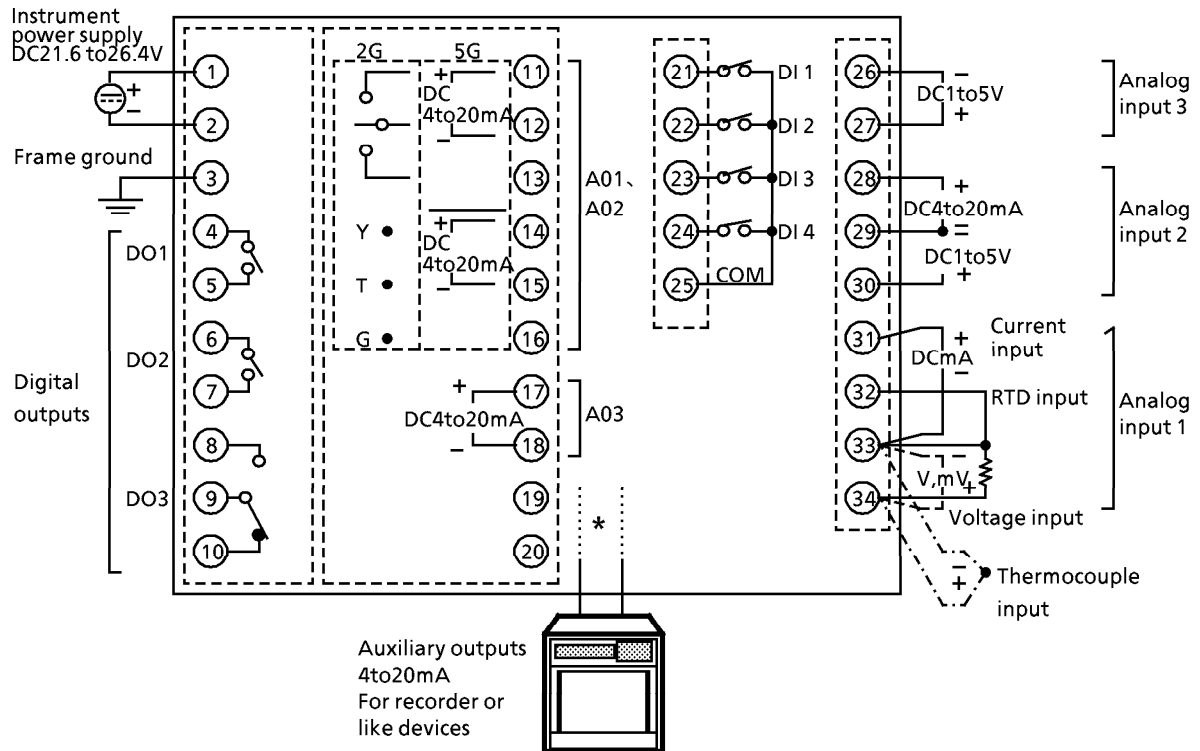 Instrument
power supply
DC21.6 to26.4V
+
−
Frame ground
Digital
outputs
DO1
DO2
DO3
1
2
3
4
5
6
7
8
9
10
2G
5G
+
DC
4to20mA
−
+
DC
4to20mA
−
Y
T
G
11
12
13
14
15
16
17
18
19
20
A01、
A02
+
DC4to20mA
−
A03
*
21
22
23
24
25
DI 1
DI 2
DI 3
DI 4
COM
26
27
28
29
30
31
32
33
34
−
DC1to5V
+
Analog
input 3
+
DC4to20mA
=
DC1to5V
+
Analog
input 2
Current
input
+
DCmA
−
RTD input
Analog
input 1
−
V,mV
+
Voltage input
−
+
Thermocouple
input
Auxiliary outputs
4to20mA
For recorder or
like devices